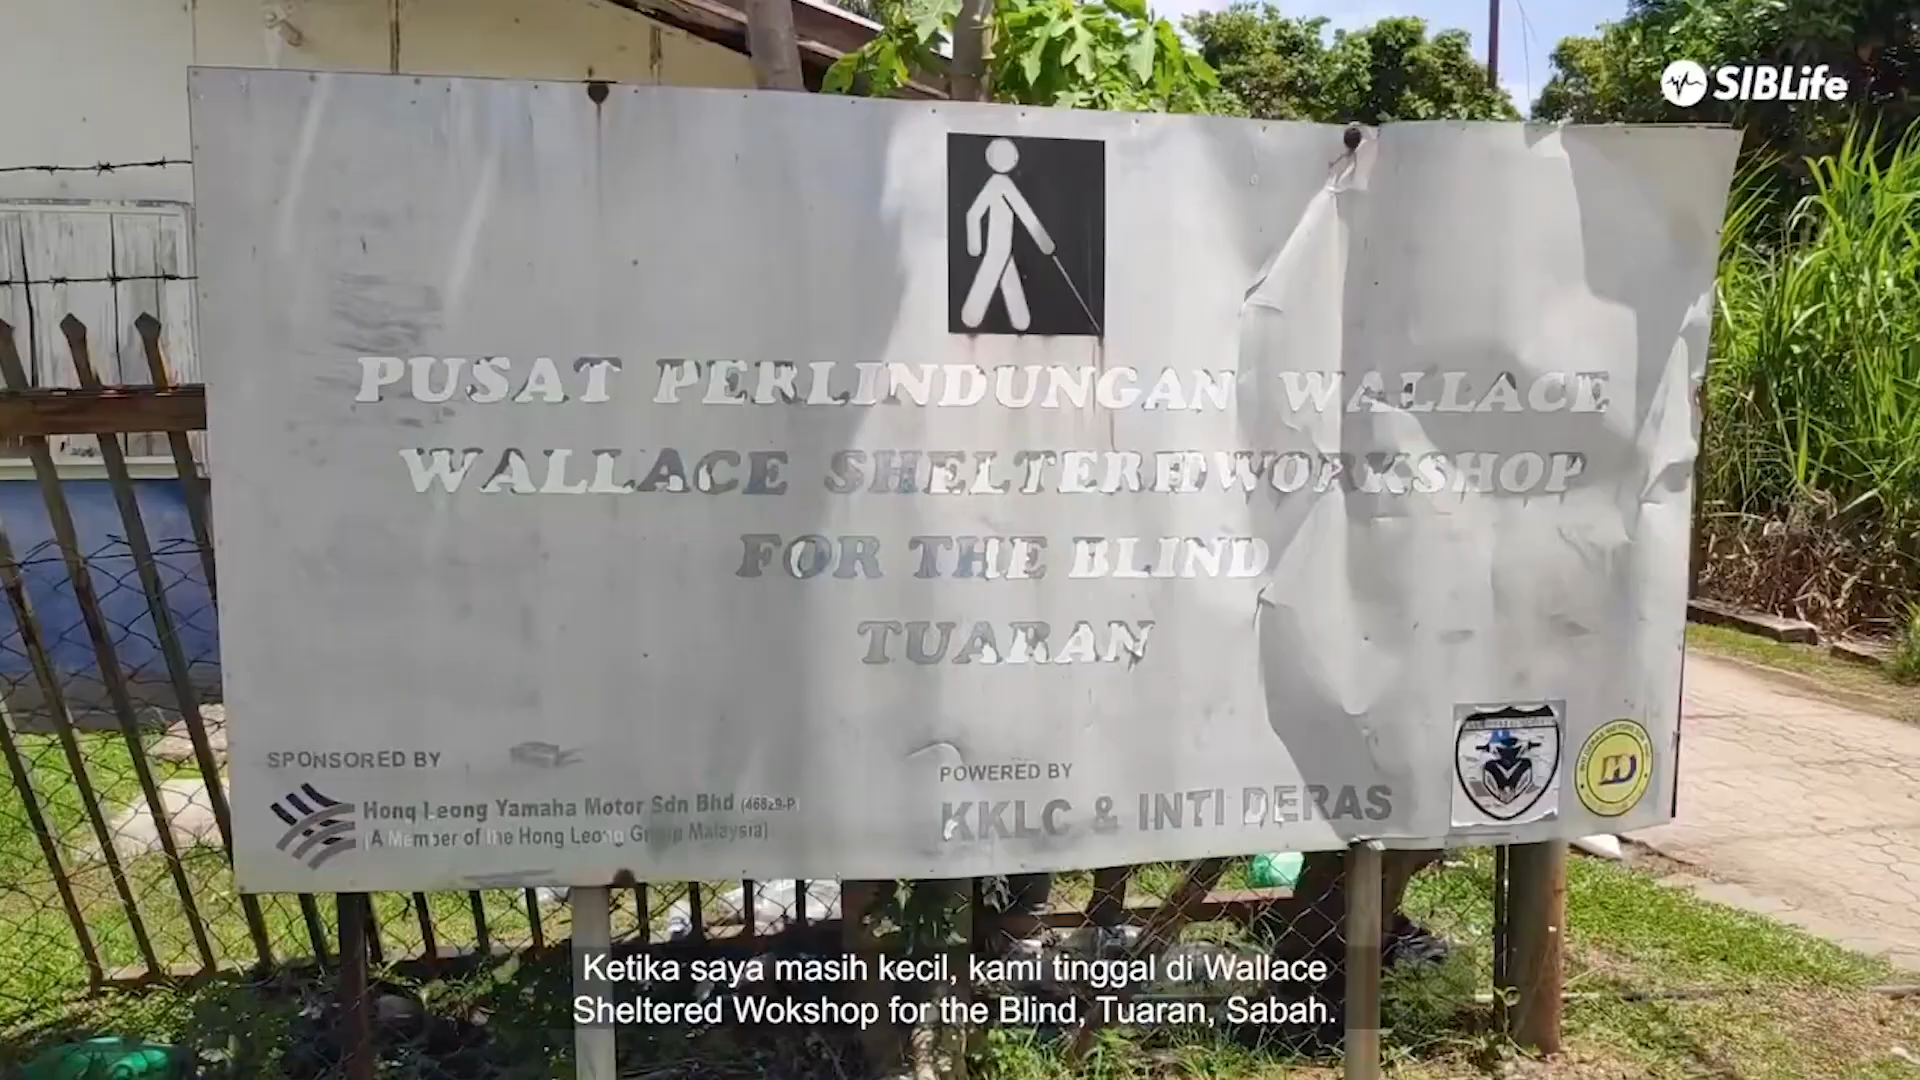 SIBLife
PUSAT PERLINDUNGAN WALLACE
WALLACE SHELTERED WORKSHOP
FOR THE BLIND
TUARAN
SPONSORED BY
Hong Leong Yamaha Motor Sdn Bhd
(A Member of the Hong Leong Group Malaysia)
POWERED BY
KKLC & INTI DERAS
Ketika saya masih kecil, kami tinggal di Wallace
Sheltered Wokshop for the Blind, Tuaran, Sabah.